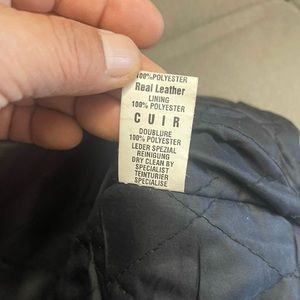 100%POLYESTER
Real Leather
LINING
100% POLYESTER
CUIR
DOUBLURE
100% POLYESTER
LEDER SPEZIAL
REINIGUNG
DRY CLEAN BY
SPECIALIST
TEINTURIER
SPECIALISE